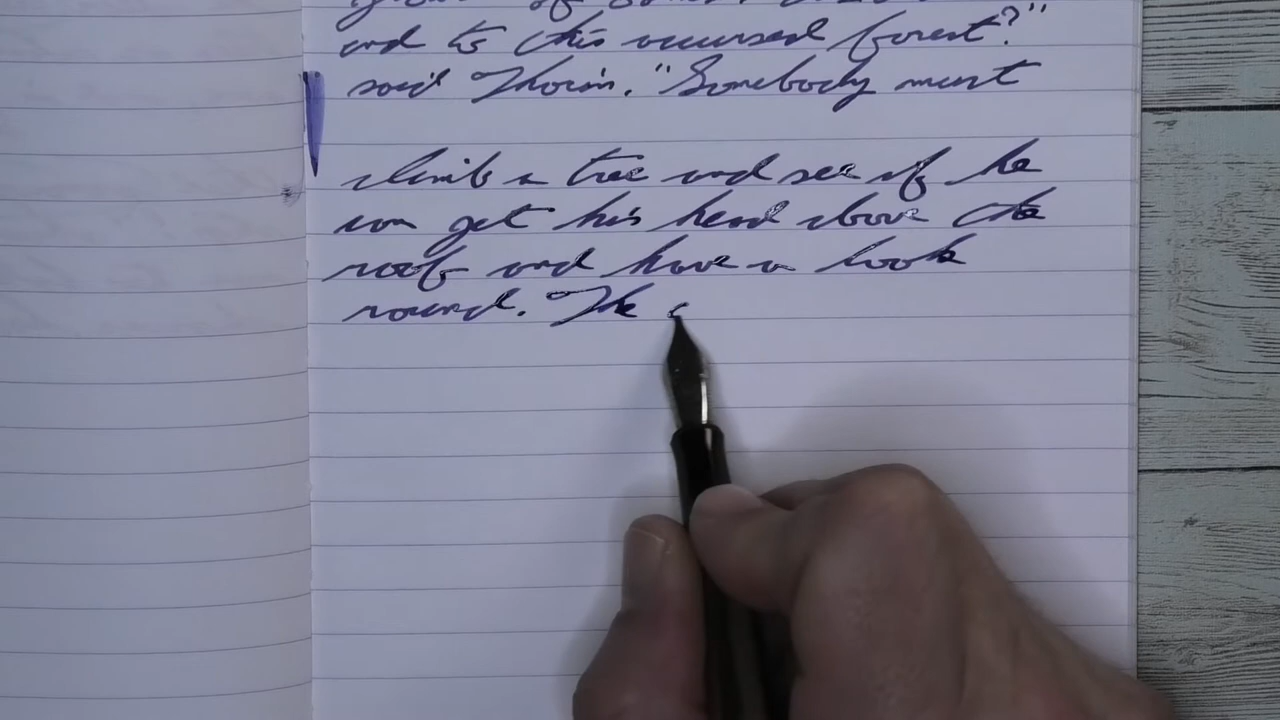 and to this accursed forest?"
said Thorin. "Somebody must
climb a tree and see if he
can get his head above the
roof and have a look
round. The